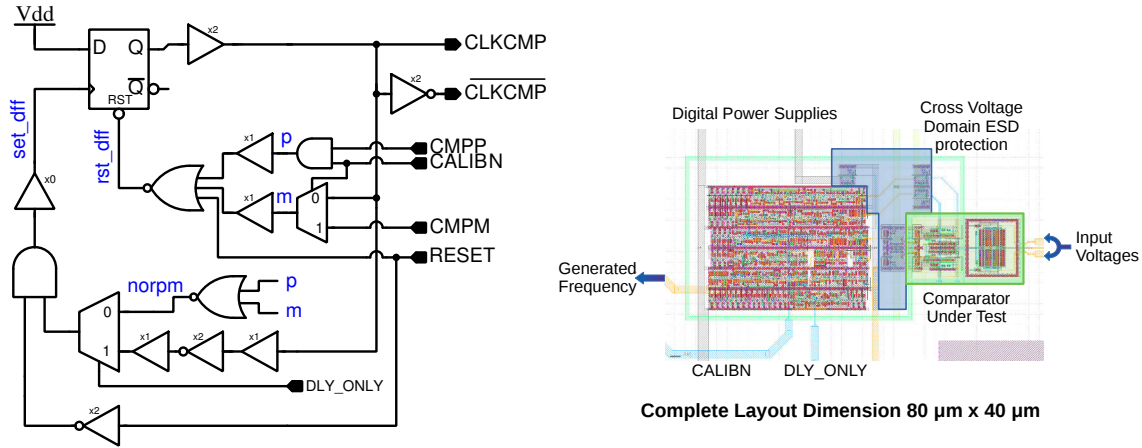 Vdd
D
Q
Q
RST
x2
CLKCMP
x2
CLKCMP
set_dff
rst_dff
x1
p
CMPP
CALIBN
x0
x1
m
0
1
CMPM
RESET
norpm
p
m
0
1
x1
x2
x1
DLY_ONLY
x2
Digital Power Supplies
Cross Voltage
Domain ESD
protection
Generated
Frequency
Input
Voltages
Comparator
Under Test
CALIBN
DLY_ONLY
Complete Layout Dimension 80 µm x 40 µm